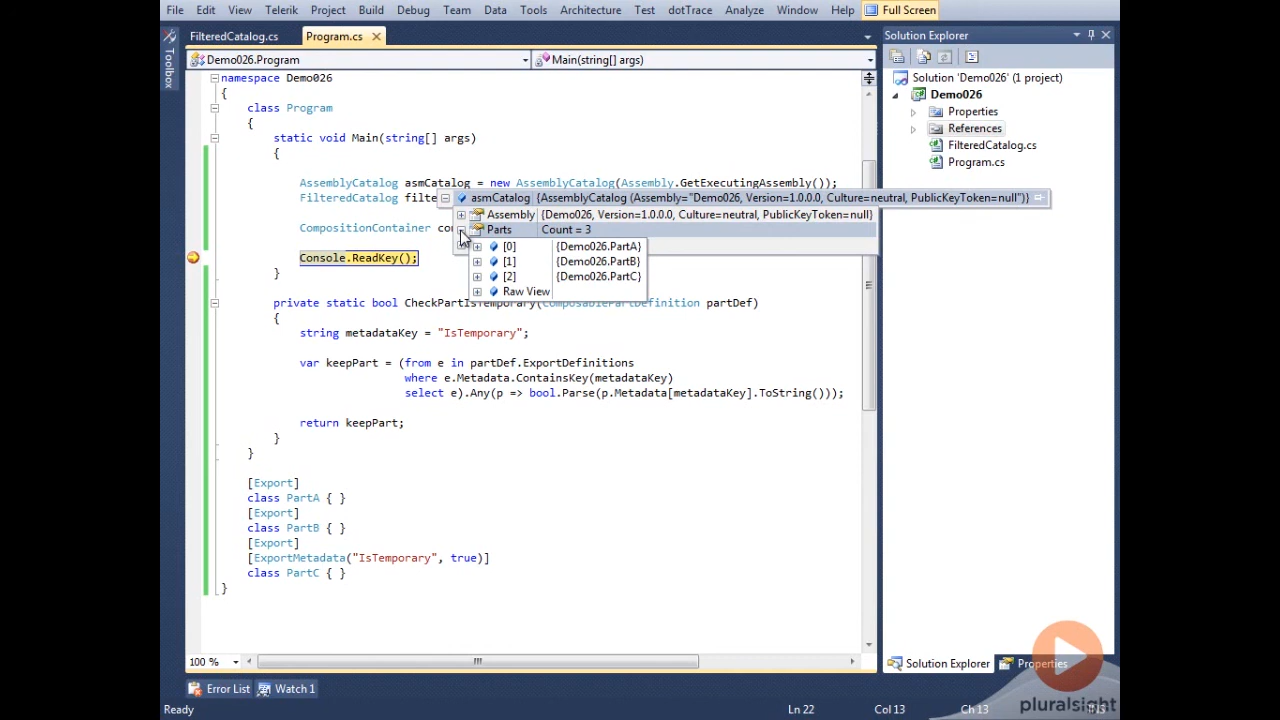 File Edit View Telerik Project Build Debug Team Data Tools Architecture Test dotTrace Analyze Window Help Full Screen
FilteredCatalog.cs Program.cs
Demo026.Program Main(string[] args)
Toolbox
namespace Demo026
{
class Program
{
static void Main(string[] args)
{
AssemblyCatalog asmCatalog = new AssemblyCatalog(Assembly.GetExecutingAssembly());
FilteredCatalog filte
asmCatalog {AssemblyCatalog (Assembly="Demo026, Version=1.0.0.0, Culture=neutral, PublicKeyToken=null")}
Assembly {Demo026, Version=1.0.0.0, Culture=neutral, PublicKeyToken=null}
CompositionContainer con
Parts Count = 3
[0] {Demo026.PartA}
[1] {Demo026.PartB}
[2] {Demo026.PartC}
Raw View
Console.ReadKey();
}
private static bool CheckPartIsTemporary(ComposablePartDefinition partDef)
{
string metadataKey = "IsTemporary";
var keepPart = (from e in partDef.ExportDefinitions
where e.Metadata.ContainsKey(metadataKey)
select e).Any(p => bool.Parse(p.Metadata[metadataKey].ToString()));
return keepPart;
}
}
[Export]
class PartA { }
[Export]
class PartB { }
[Export]
[ExportMetadata("IsTemporary", true)]
class PartC { }
}
100 %
Solution Explorer
Solution 'Demo026' (1 project)
Demo026
Properties
References
FilteredCatalog.cs
Program.cs
Solution Explorer Properties
Error List Watch 1
Ready Ln 22 Col 13 Ch 13
pluralsight